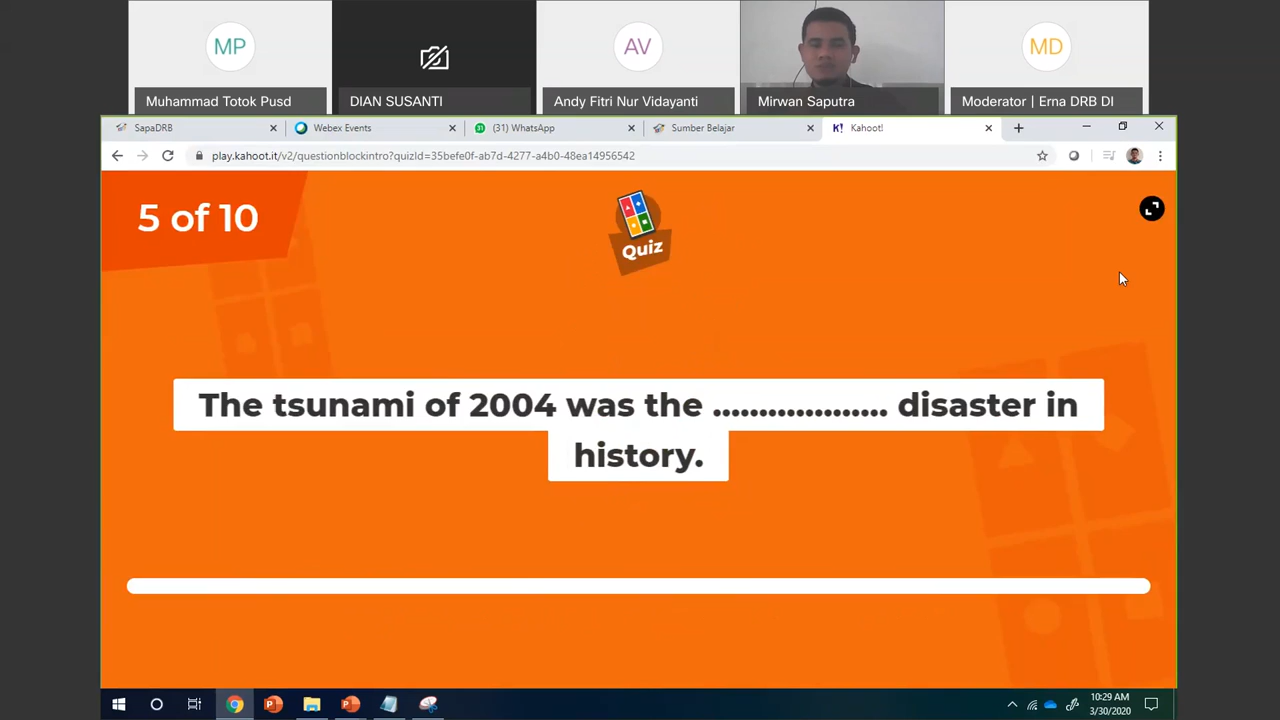 MP
AV
MD
Muhammad Totok Pusd
DIAN SUSANTI
Andy Fitri Nur Vidayanti
Mirwan Saputra
Moderator | Erna DRB DI
SapaDRB
Webex Events
(31) WhatsApp
Sumber Belajar
K!
Kahoot!
play.kahoot.it/v2/questionblockintro?quizId=35befe0f-ab7d-4277-a4b0-48ea14956542
5 of 10
Quiz
The tsunami of 2004 was the ................... disaster in
history.
10:29 AM
3/30/2020